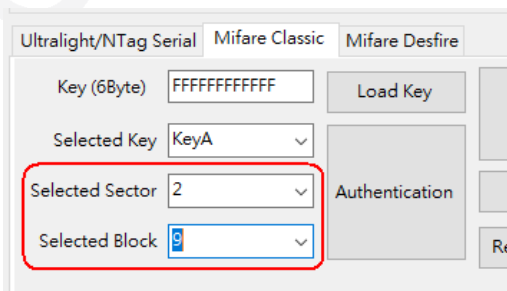 Ultralight/NTag Serial Mifare Classic Mifare Desfire
Key (6Byte) FFFFFFFFFFFF Load Key
Selected Key KeyA
Selected Sector 2 Authentication
Selected Block 9